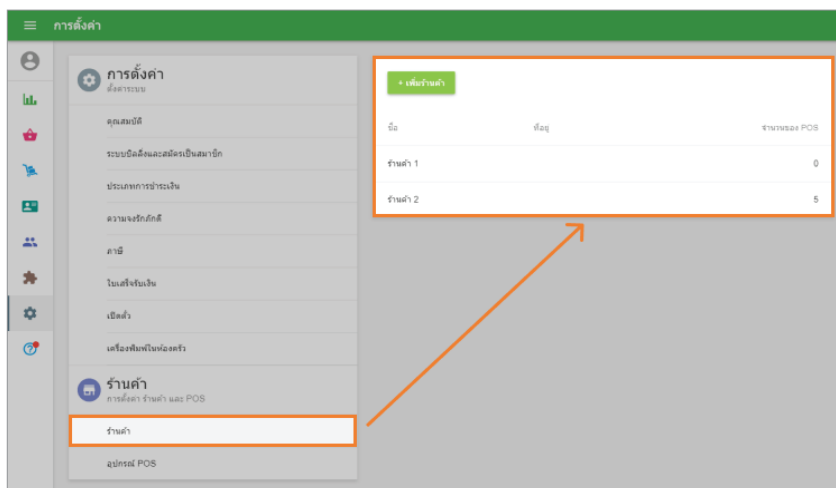 การตั้งค่า
การตั้งค่า
ตั้งค่าระบบ
คุณสมบัติ
ระบบบิลลิ่งและสมัครเป็นสมาชิก
ประเภทการชำระเงิน
ความจงรักภักดี
ภาษี
ใบเสร็จรับเงิน
เปิดตั๋ว
เครื่องพิมพ์ในห้องครัว
ร้านค้า
การตั้งค่า ร้านค้า และ POS
ร้านค้า
อุปกรณ์ POS
+ เพิ่มร้านค้า
ชื่อ ที่อยู่ จำนวนของ POS
ร้านค้า 1 0
ร้านค้า 2 5